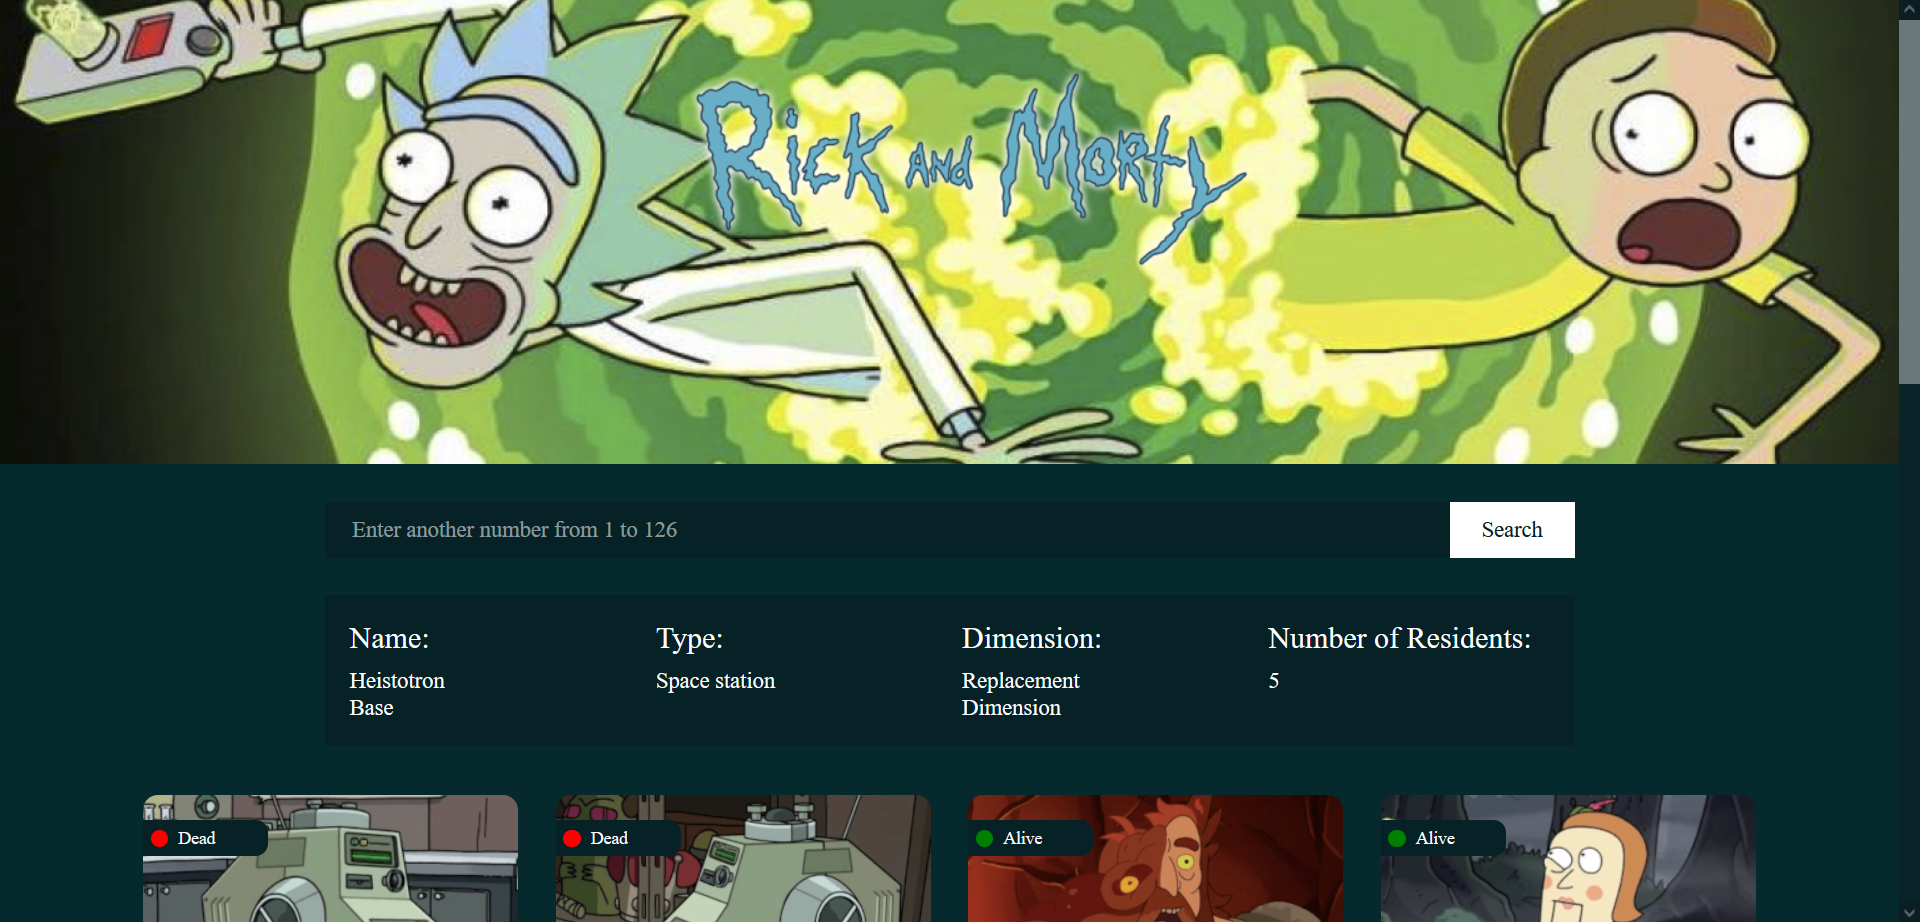 Rick and Morty
Enter another number from 1 to 126
Search
Name:
Type:
Dimension:
Number of Residents:
Heistotron
Base
Space station
Replacement
Dimension
5
Dead
Dead
Alive
Alive